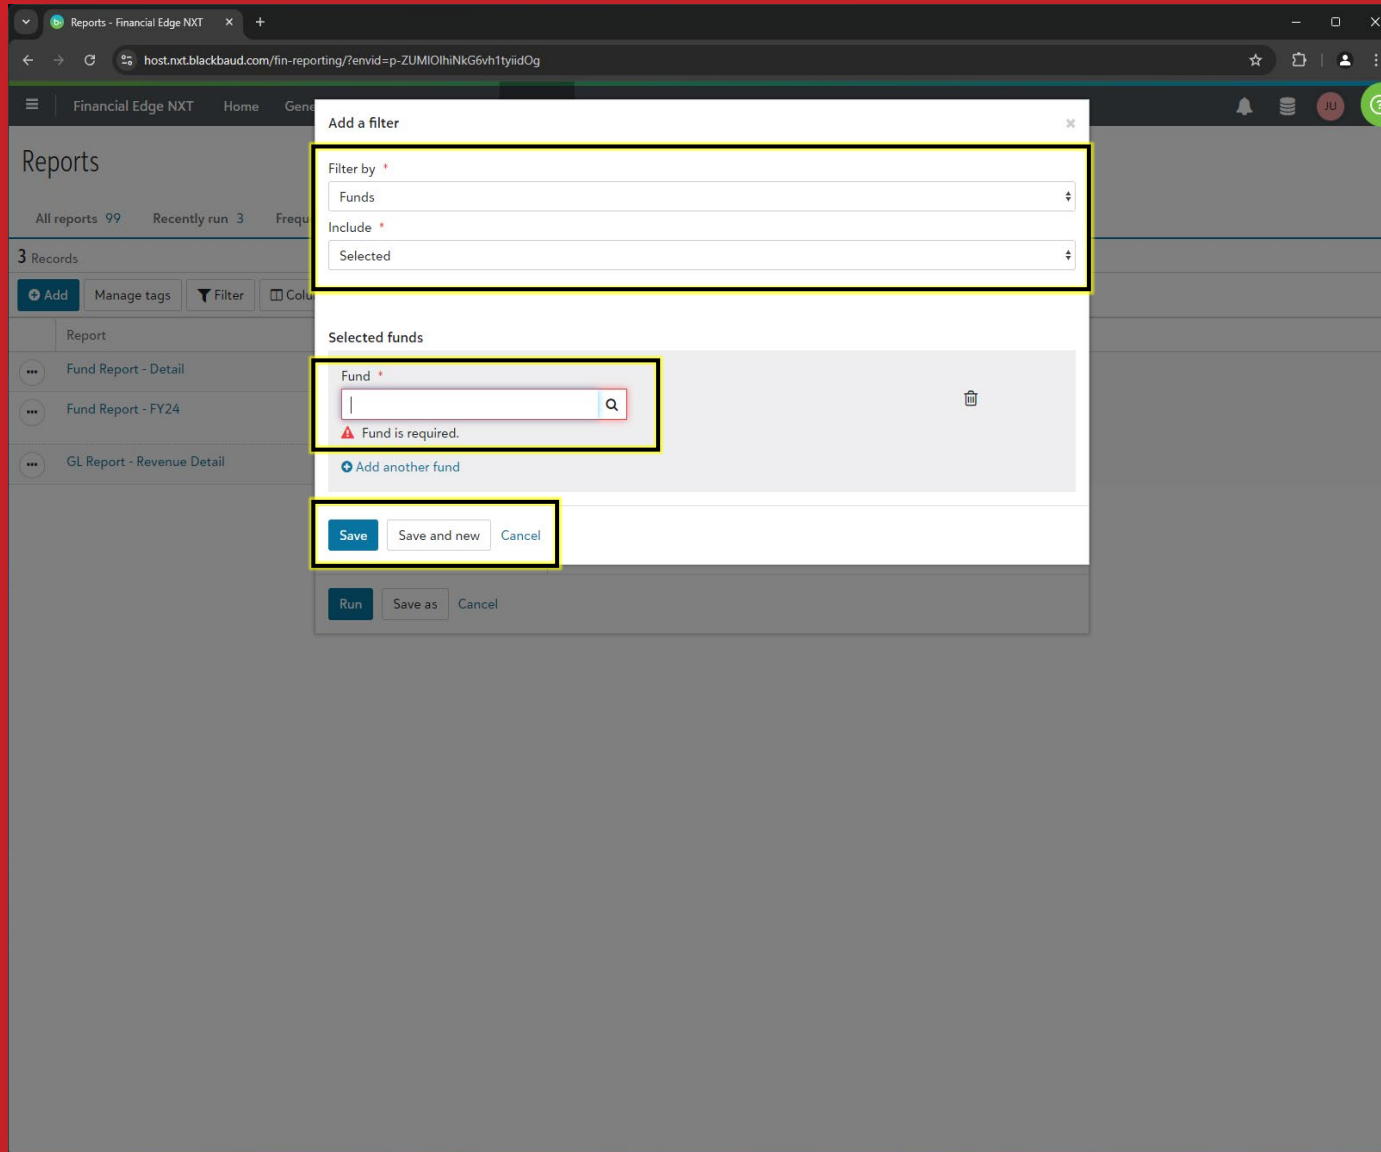 Reports - Financial Edge NXT
host.nxt.blackbaud.com/fin-reporting/?envid=p-ZUMIOIhiNkG6vh1tyiidOg
Financial Edge NXT Home Gene JU
Add a filter
Reports
Filter by *
Funds
All reports 99 Recently run 3 Frequ
Include *
3 Records
Selected
Add Manage tags Filter Colu
Report
Selected funds
Fund Report - Detail
Fund *
Fund Report - FY24
Fund is required.
GL Report - Revenue Detail
Add another fund
Save Save and new Cancel
Run Save as Cancel